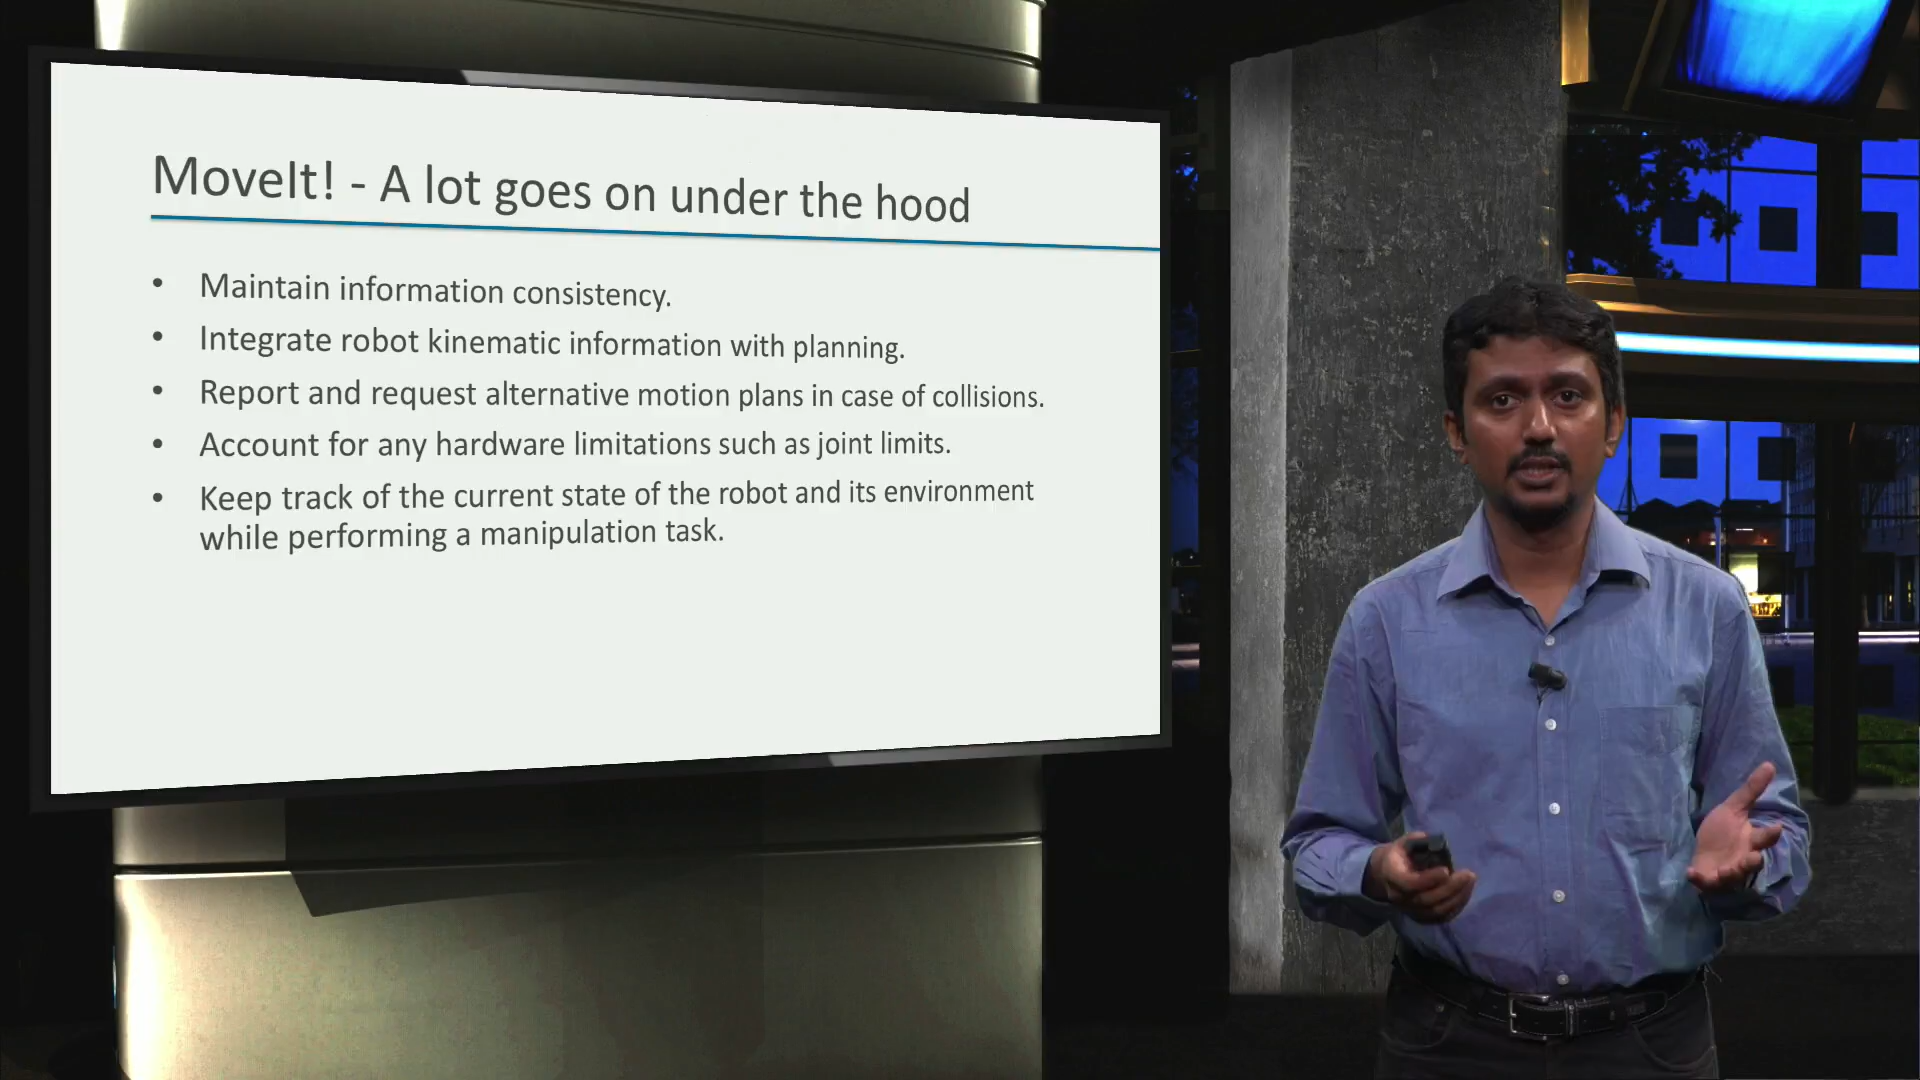 MoveIt! - A lot goes on under the hood
• Maintain information consistency.
• Integrate robot kinematic information with planning.
• Report and request alternative motion plans in case of collisions.
• Account for any hardware limitations such as joint limits.
• Keep track of the current state of the robot and its environment
while performing a manipulation task.